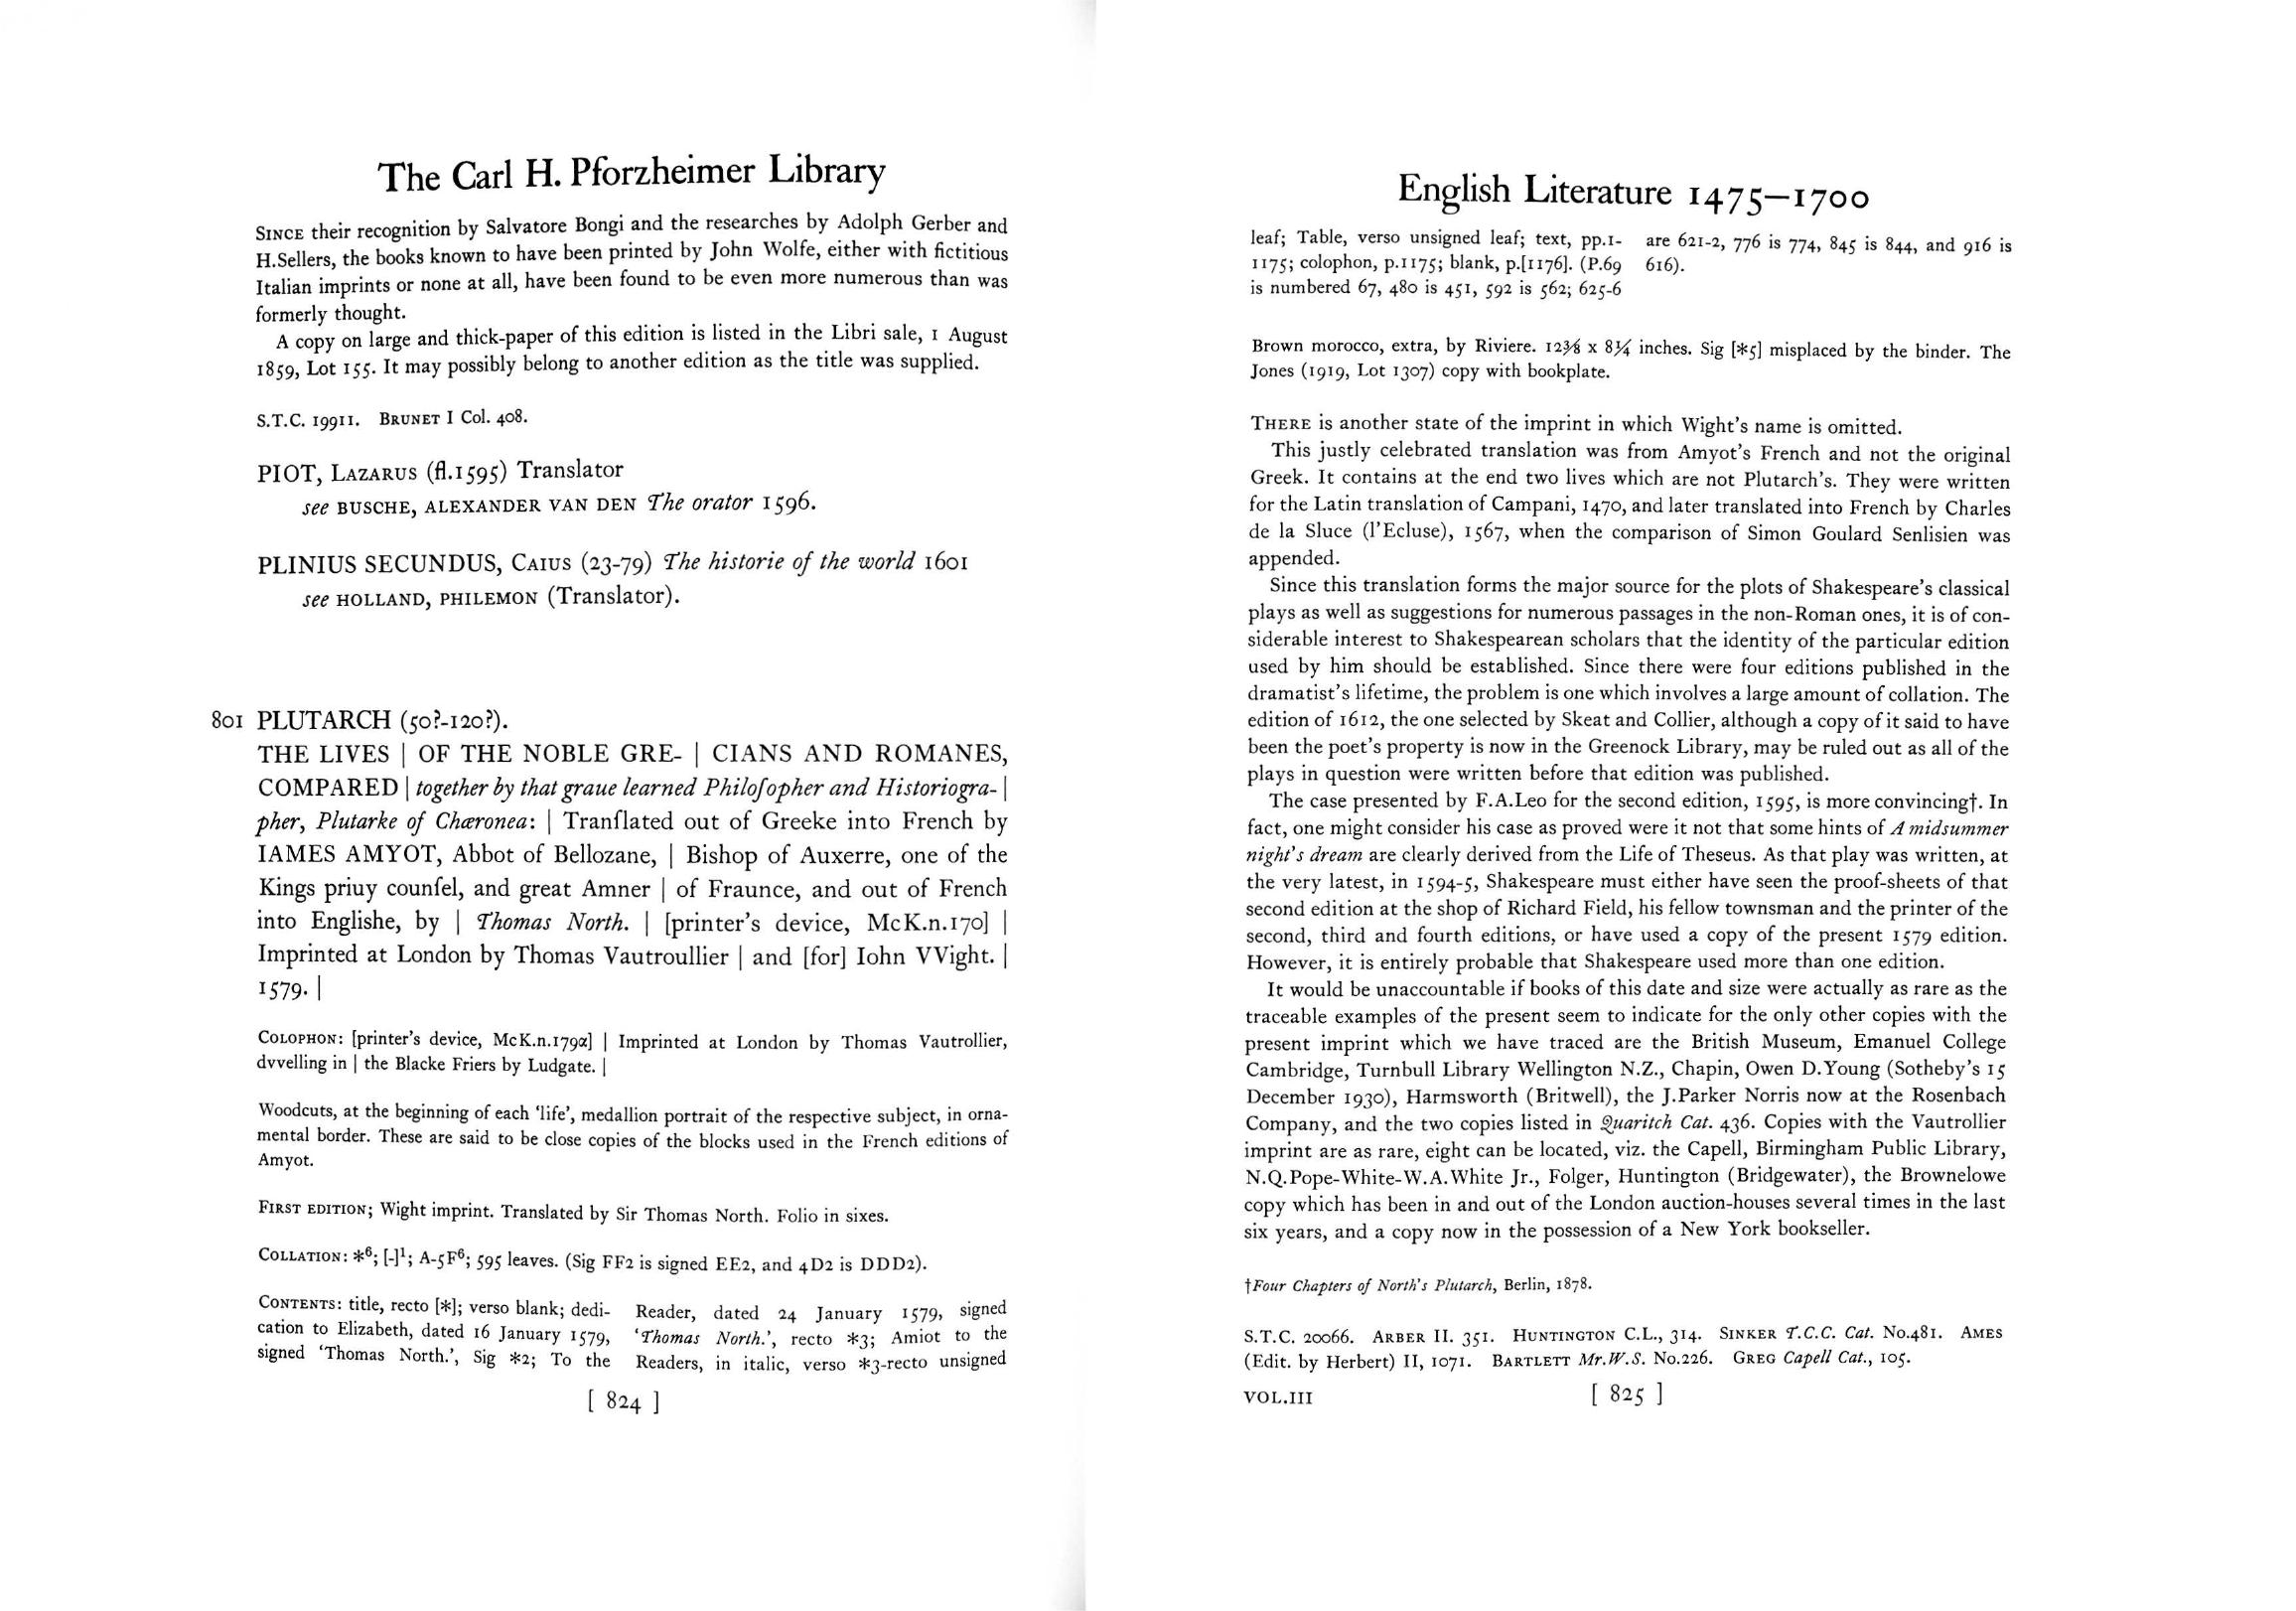 The Carl H. Pforzheimer Library
SINCE their recognition by Salvatore Bongi and the researches by Adolph Gerber and
H.Sellers, the books known to have been printed by John Wolfe, either with fictitious
Italian imprints or none at all, have been found to be even more numerous than was
formerly thought.
A copy on large and thick-paper of this edition is listed in the Libri sale, 1 August
1859, Lot 155. It may possibly belong to another edition as the title was supplied.
S.T.C. 19911. BRUNET I Col. 408.
PIOT, LAZARUS (fl.1595) Translator
see BUSCHE, ALEXANDER VAN DEN The orator 1596.
PLINIUS SECUNDUS, CAIUS (23-79) The historie of the world 1601
see HOLLAND, PHILEMON (Translator).
801 PLUTARCH (50?-120?).
THE LIVES | OF THE NOBLE GRE- | CIANS AND ROMANES,
COMPARED | together by that graue learned Philoſopher and Historiogra- |
pher, Plutarke of Chæronea: | Tranſlated out of Greeke into French by
IAMES AMYOT, Abbot of Bellozane, | Bishop of Auxerre, one of the
Kings priuy counſel, and great Amner | of Fraunce, and out of French
into Englishe, by | Thomas North. | [printer's device, McK.n.170] |
Imprinted at London by Thomas Vautroullier | and [for] Iohn VVight. |
1579. |
COLOPHON: [printer's device, McK.n.179α] | Imprinted at London by Thomas Vautrollier,
dvvelling in | the Blacke Friers by Ludgate. |
Woodcuts, at the beginning of each 'life', medallion portrait of the respective subject, in orna-
mental border. These are said to be close copies of the blocks used in the French editions of
Amyot.
FIRST EDITION; Wight imprint. Translated by Sir Thomas North. Folio in sixes.
COLLATION: *⁶; [-]¹; A-5F⁶; 595 leaves. (Sig FF2 is signed EE2, and 4D2 is DDD2).
CONTENTS: title, recto [*]; verso blank; dedi-
cation to Elizabeth, dated 16 January 1579,
signed 'Thomas North.', Sig *2; To the
Reader, dated 24 January 1579, signed
'Thomas North.', recto *3; Amiot to the
Readers, in italic, verso *3-recto unsigned
[ 824 ]
English Literature 1475–1700
leaf; Table, verso unsigned leaf; text, pp.1-
1175; colophon, p.1175; blank, p.[1176]. (P.69
is numbered 67, 480 is 451, 592 is 562; 625-6
are 621-2, 776 is 774, 845 is 844, and 916 is
616).
Brown morocco, extra, by Riviere. 12⅜ x 8¼ inches. Sig [*5] misplaced by the binder. The
Jones (1919, Lot 1307) copy with bookplate.
THERE is another state of the imprint in which Wight's name is omitted.
This justly celebrated translation was from Amyot's French and not the original
Greek. It contains at the end two lives which are not Plutarch's. They were written
for the Latin translation of Campani, 1470, and later translated into French by Charles
de la Sluce (l'Ecluse), 1567, when the comparison of Simon Goulard Senlisien was
appended.
Since this translation forms the major source for the plots of Shakespeare's classical
plays as well as suggestions for numerous passages in the non-Roman ones, it is of con-
siderable interest to Shakespearean scholars that the identity of the particular edition
used by him should be established. Since there were four editions published in the
dramatist's lifetime, the problem is one which involves a large amount of collation. The
edition of 1612, the one selected by Skeat and Collier, although a copy of it said to have
been the poet's property is now in the Greenock Library, may be ruled out as all of the
plays in question were written before that edition was published.
The case presented by F.A.Leo for the second edition, 1595, is more convincing†. In
fact, one might consider his case as proved were it not that some hints of A midsummer
night's dream are clearly derived from the Life of Theseus. As that play was written, at
the very latest, in 1594-5, Shakespeare must either have seen the proof-sheets of that
second edition at the shop of Richard Field, his fellow townsman and the printer of the
second, third and fourth editions, or have used a copy of the present 1579 edition.
However, it is entirely probable that Shakespeare used more than one edition.
It would be unaccountable if books of this date and size were actually as rare as the
traceable examples of the present seem to indicate for the only other copies with the
present imprint which we have traced are the British Museum, Emanuel College
Cambridge, Turnbull Library Wellington N.Z., Chapin, Owen D.Young (Sotheby's 15
December 1930), Harmsworth (Britwell), the J.Parker Norris now at the Rosenbach
Company, and the two copies listed in Quaritch Cat. 436. Copies with the Vautrollier
imprint are as rare, eight can be located, viz. the Capell, Birmingham Public Library,
N.Q.Pope-White-W.A.White Jr., Folger, Huntington (Bridgewater), the Brownelowe
copy which has been in and out of the London auction-houses several times in the last
six years, and a copy now in the possession of a New York bookseller.
†Four Chapters of North's Plutarch, Berlin, 1878.
S.T.C. 20066. ARBER II. 351. HUNTINGTON C.L., 314. SINKER T.C.C. Cat. No.481. AMES
(Edit. by Herbert) II, 1071. BARTLETT Mr.W.S. No.226. GREG Capell Cat., 105.
VOL.III
[ 825 ]